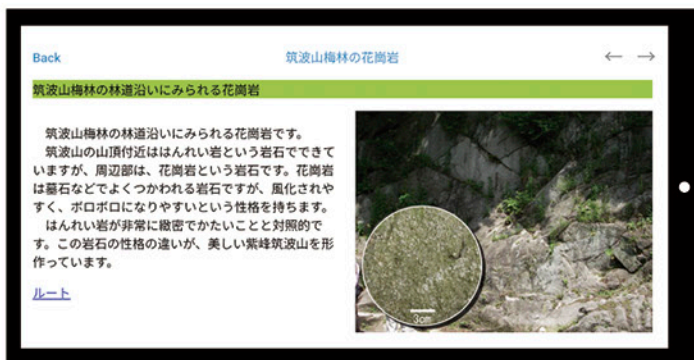 Back
筑波山梅林の花崗岩
← →
筑波山梅林の林道沿いにみられる花崗岩
筑波山梅林の林道沿いにみられる花崗岩です。
筑波山の山頂付近ははんれい岩という岩石でできて
いますが、周辺部は、花崗岩という岩石です。花崗岩
は墓石などでよくつかわれる岩石ですが、風化されや
すく、ボロボロになりやすいという性格を持ちます。
はんれい岩が非常に緻密でかたいことと対照的で
す。この岩石の性格の違いが、美しい紫峰筑波山を形
作っています。
ルート
3cm